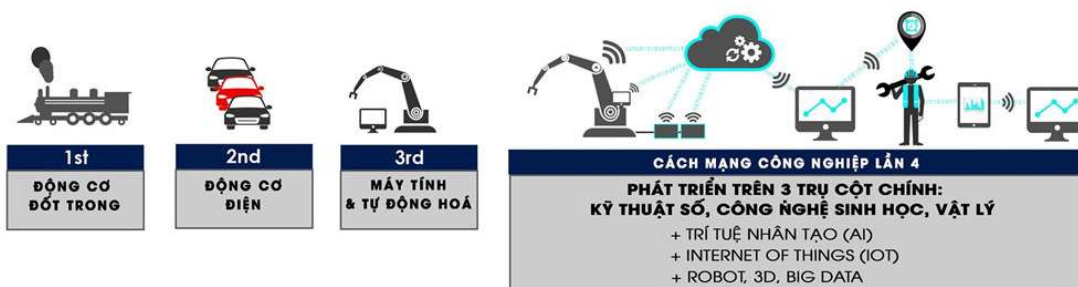 1st
ĐỘNG CƠ
ĐỐT TRONG
2nd
ĐỘNG CƠ
ĐIỆN
3rd
MÁY TÍNH
& TỰ ĐỘNG HOÁ
CÁCH MẠNG CÔNG NGHIỆP LẦN 4
PHÁT TRIỂN TRÊN 3 TRỤ CỘT CHÍNH:
KỸ THUẬT SỐ, CÔNG NGHỆ SINH HỌC, VẬT LÝ
+ TRÍ TUỆ NHÂN TẠO (AI)
+ INTERNET OF THINGS (IOT)
+ ROBOT, 3D, BIG DATA